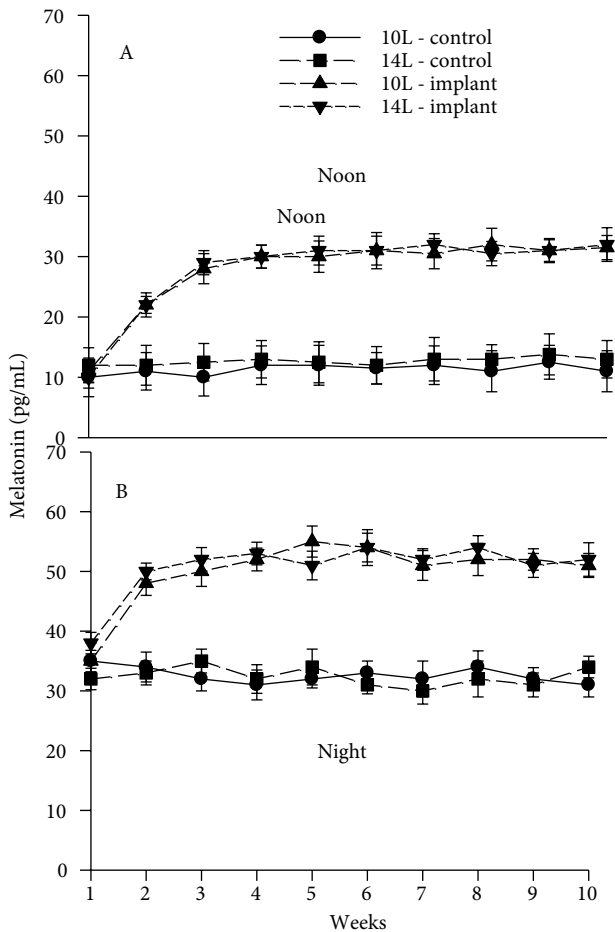 70
60
50
40
30
20
10
0
A
10L - control
14L - control
10L - implant
14L - implant
Noon
Noon
Melatonin (pg/mL)
70
60
50
40
30
20
10
0
B
Night
1 2 3 4 5 6 7 8 9 10
Weeks